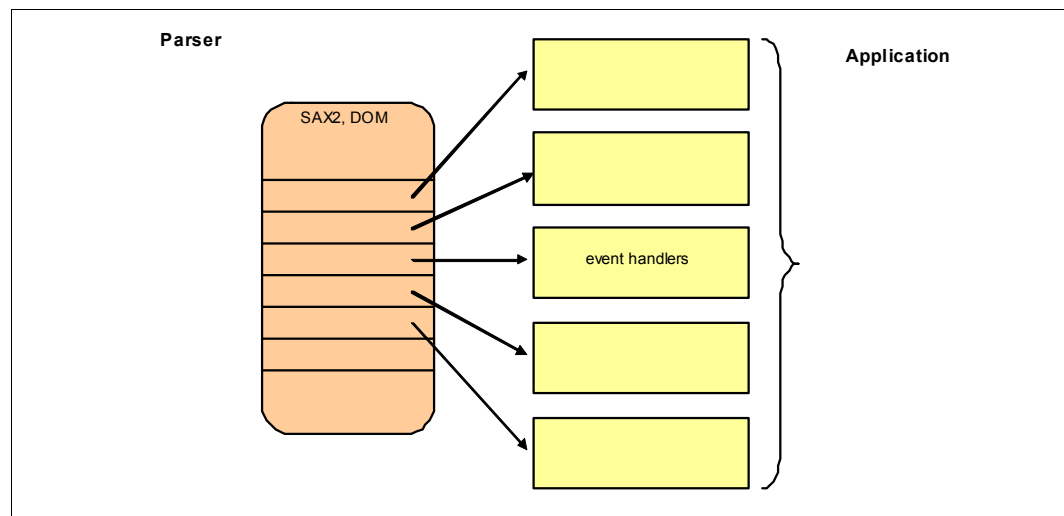 Parser
Application
SAX2, DOM
event handlers